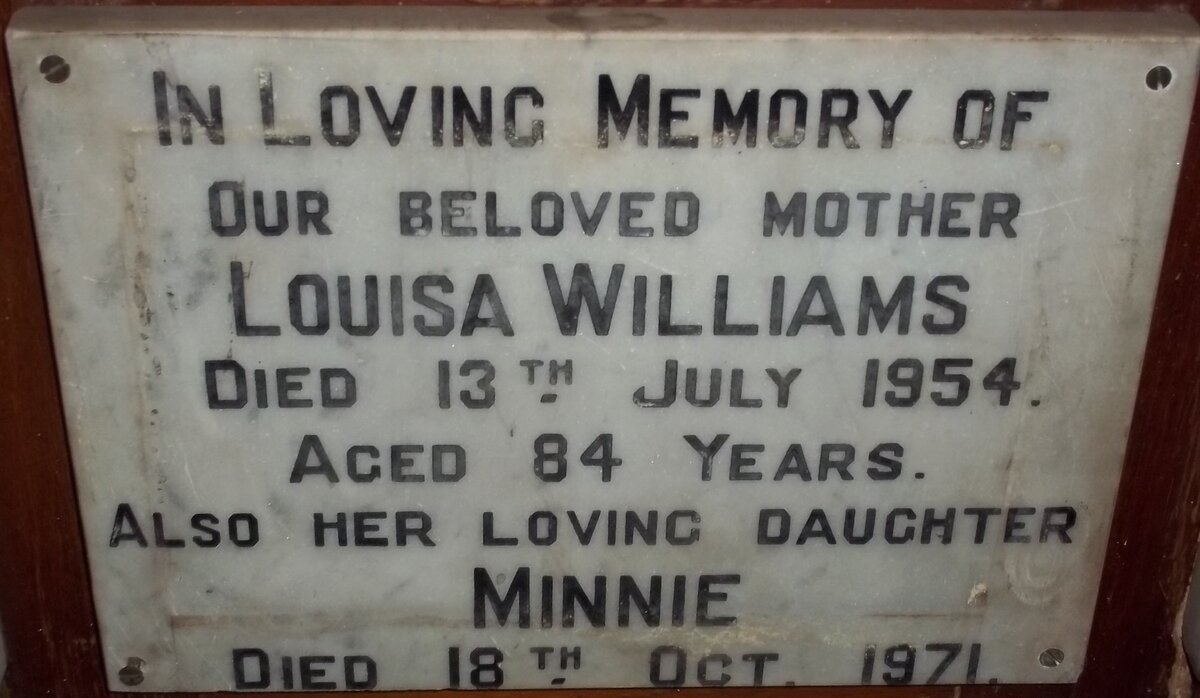 In Loving Memory of
Our beloved mother
Louisa Williams
Died 13th July 1954.
Aged 84 Years.
Also her loving daughter
Minnie
Died 18th Oct. 1971.